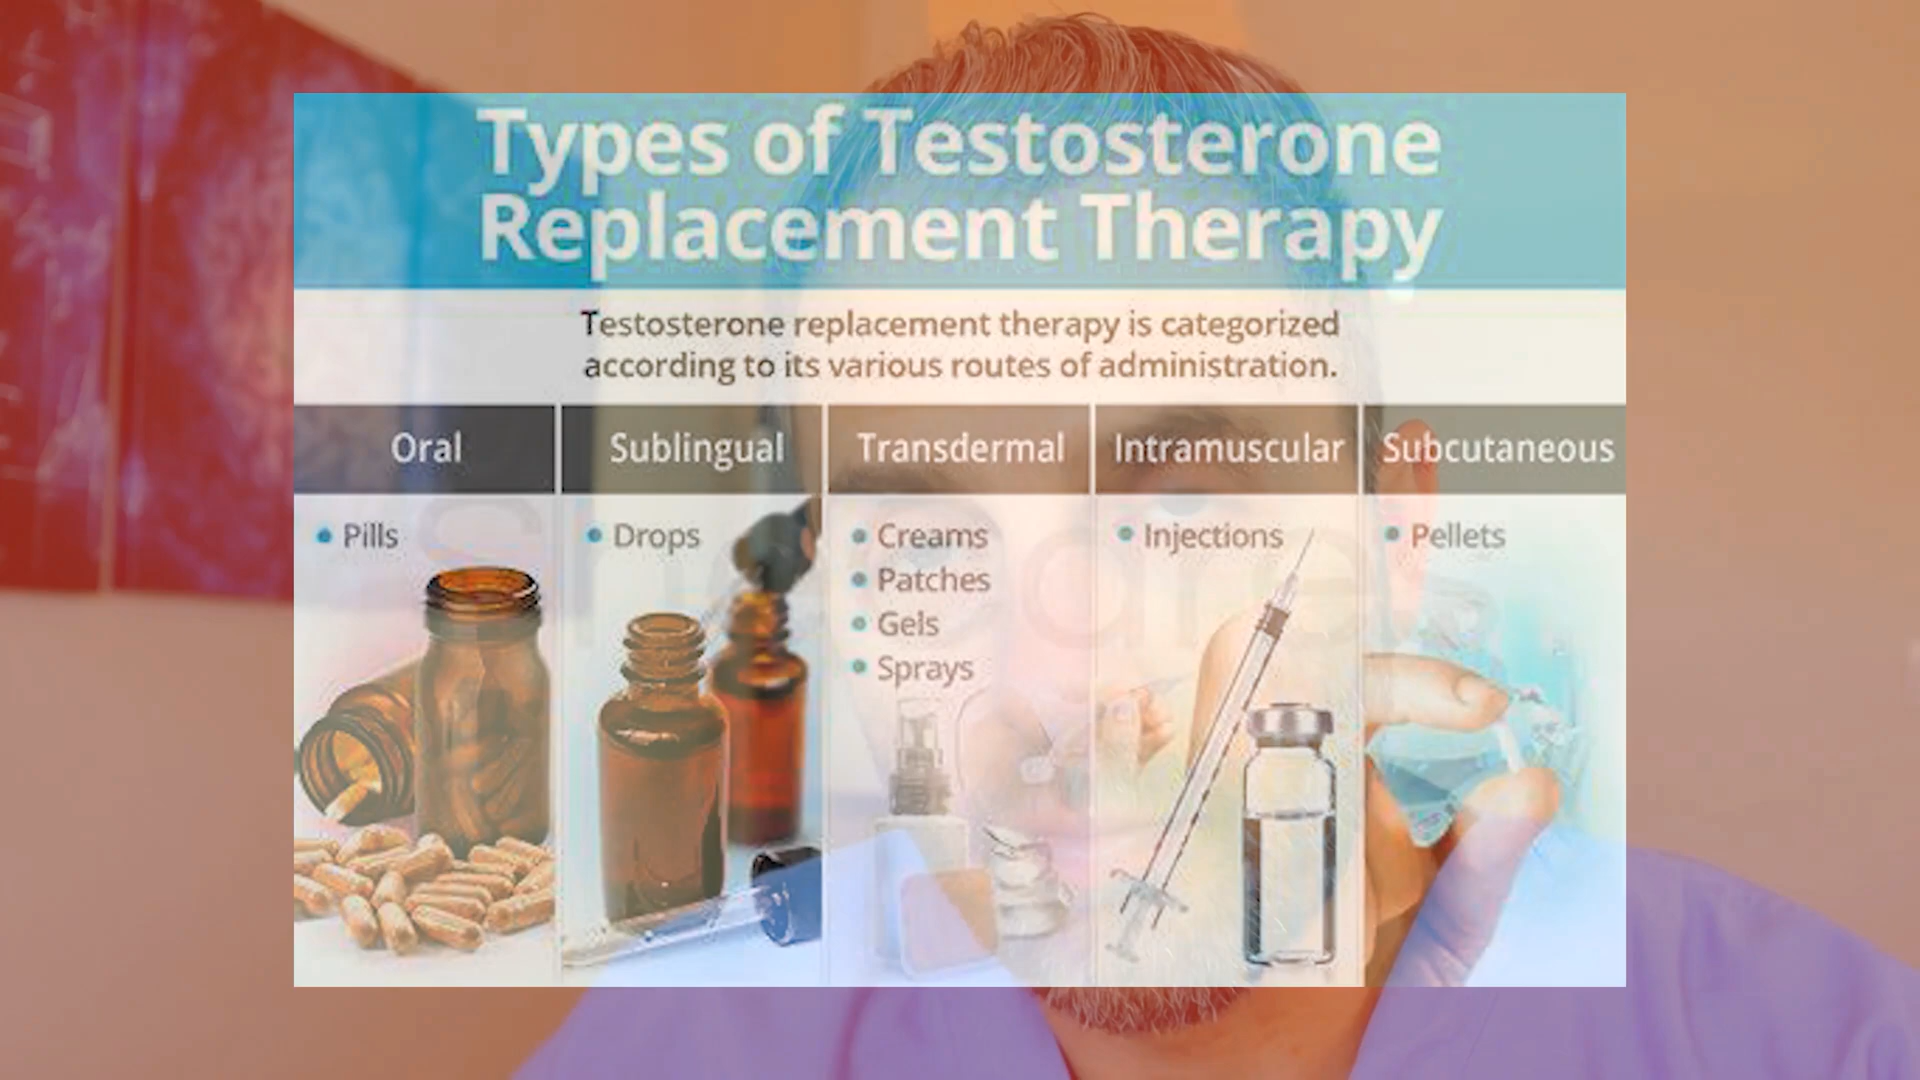 Types of Testosterone
Replacement Therapy
Testosterone replacement therapy is categorized
according to its various routes of administration.
Oral
Sublingual
Transdermal
Intramuscular
Subcutaneous
Pills
Drops
Creams
Patches
Gels
Sprays
Injections
Pellets